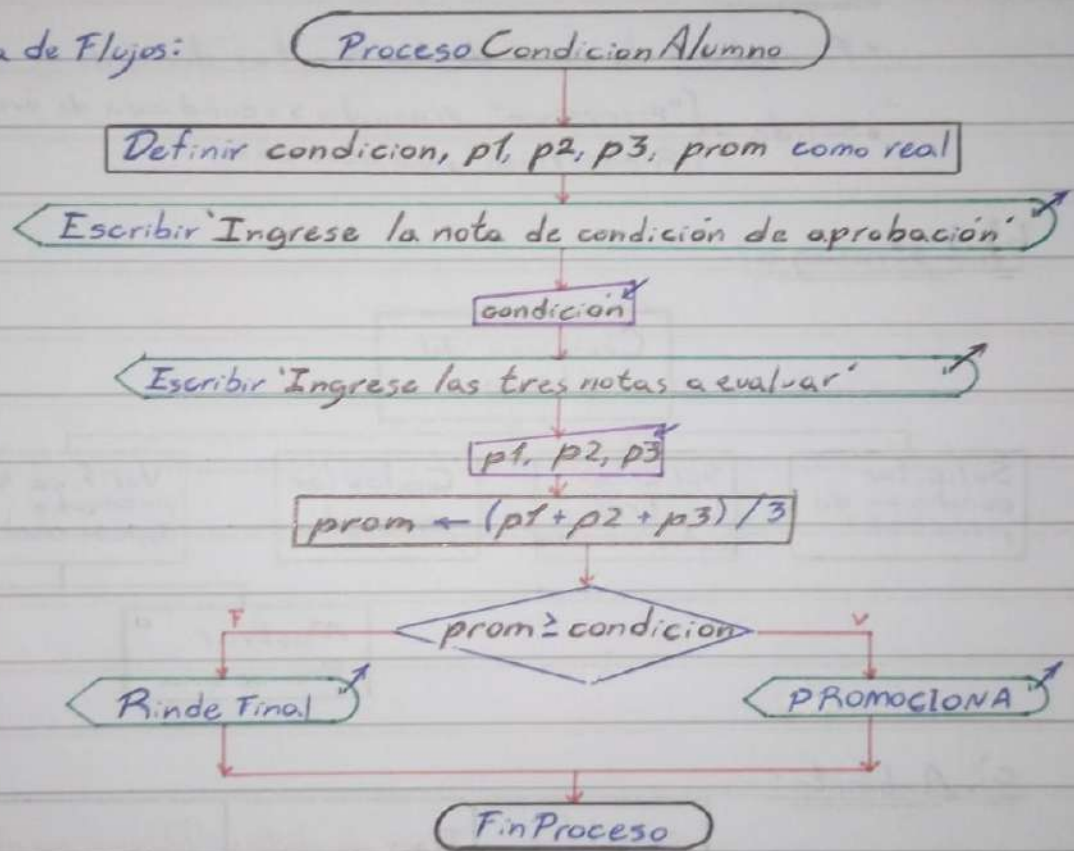 de Flujos:
Proceso Condicion Alumno
Definir condicion, p1, p2, p3, prom como real
Escribir 'Ingrese la nota de condición de aprobación'
condición
Escribir 'Ingrese las tres notas a evaluar'
p1, p2, p3
prom ← (p1+p2+p3)/3
prom ≥ condicion
F
V
Rinde Final
PROMOCIONA
FinProceso